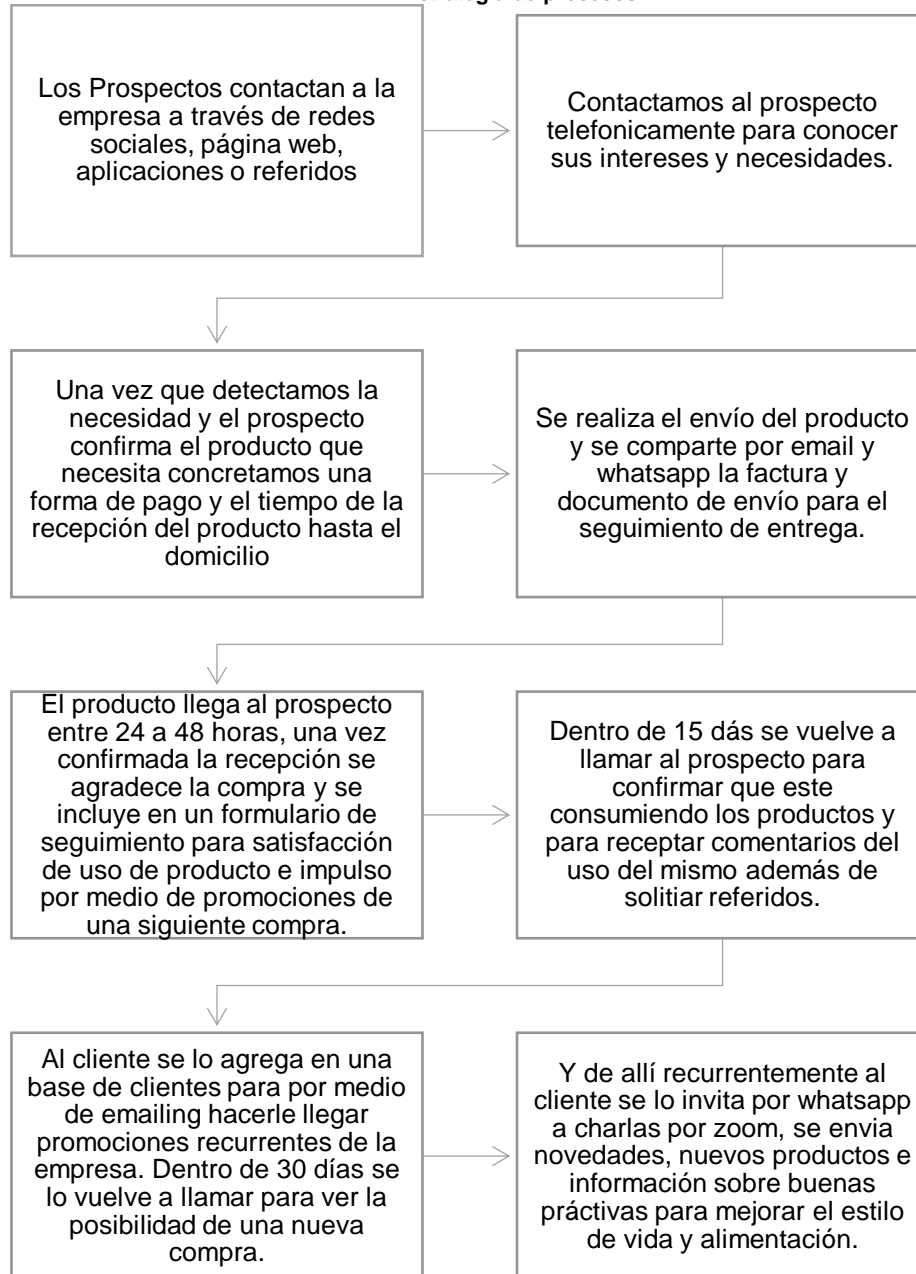 Los Prospectos contactan a la
empresa a través de redes
sociales, página web,
aplicaciones o referidos
Contactamos al prospecto
telefonicamente para conocer
sus intereses y necesidades.
Una vez que detectamos la
necesidad y el prospecto
confirma el producto que
necesita concretamos una
forma de pago y el tiempo de la
recepción del producto hasta el
domicilio
Se realiza el envío del producto
y se comparte por email y
whatsapp la factura y
documento de envío para el
seguimiento de entrega.
El producto llega al prospecto
entre 24 a 48 horas, una vez
confirmada la recepción se
agradece la compra y se
incluye en un formulario de
seguimiento para satisfacción
de uso de producto e impulso
por medio de promociones de
una siguiente compra.
Dentro de 15 dás se vuelve a
llamar al prospecto para
confirmar que este
consumiendo los productos y
para receptar comentarios del
uso del mismo además de
solitiar referidos.
Al cliente se lo agrega en una
base de clientes para por medio
de emailing hacerle llegar
promociones recurrentes de la
empresa. Dentro de 30 días se
lo vuelve a llamar para ver la
posibilidad de una nueva
compra.
Y de allí recurrentemente al
cliente se lo invita por whatsapp
a charlas por zoom, se envia
novedades, nuevos productos e
información sobre buenas
práctivas para mejorar el estilo
de vida y alimentación.